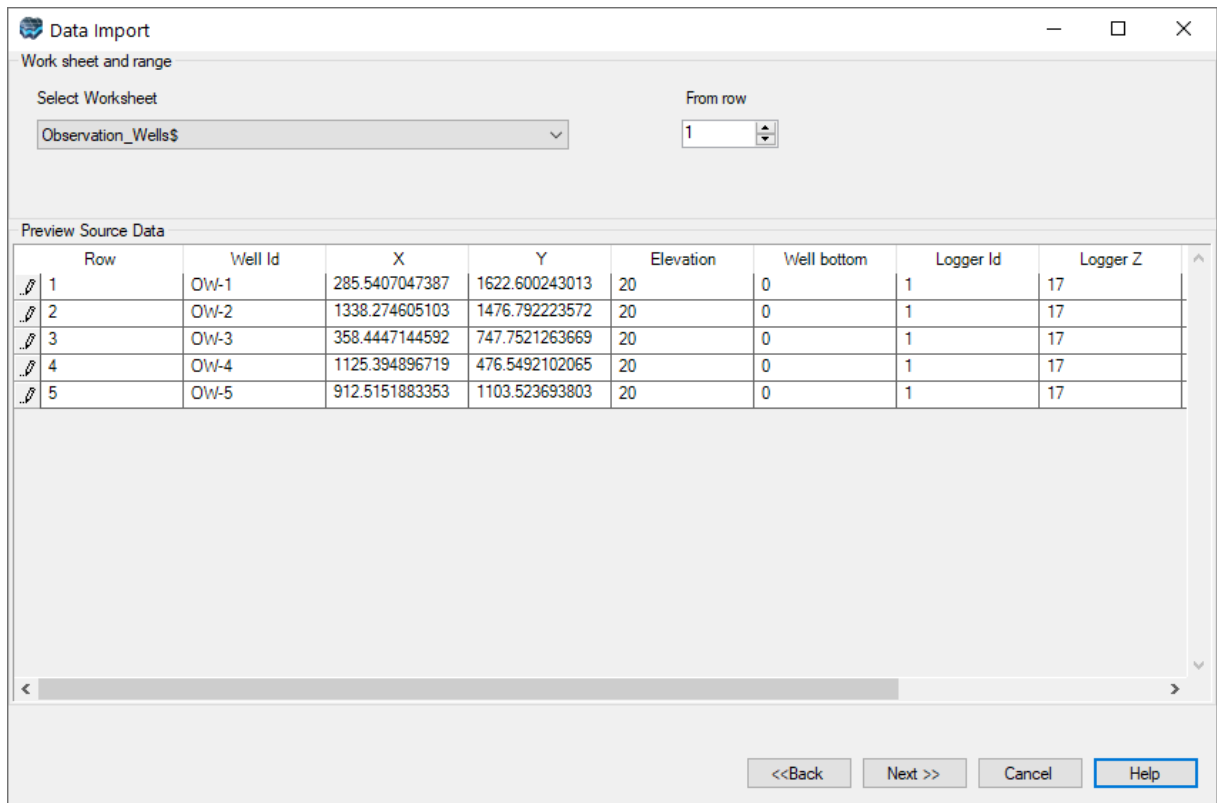 Data Import
Work sheet and range
Select Worksheet From row
Observation_Wells$ 1
Preview Source Data
Row Well Id X Y Elevation Well bottom Logger Id Logger Z
1 OW-1 285.5407047387 1622.600243013 20 0 1 17
2 OW-2 1338.274605103 1476.792223572 20 0 1 17
3 OW-3 358.4447144592 747.7521263669 20 0 1 17
4 OW-4 1125.394896719 476.5492102065 20 0 1 17
5 OW-5 912.5151883353 1103.523693803 20 0 1 17
<<Back Next >> Cancel Help